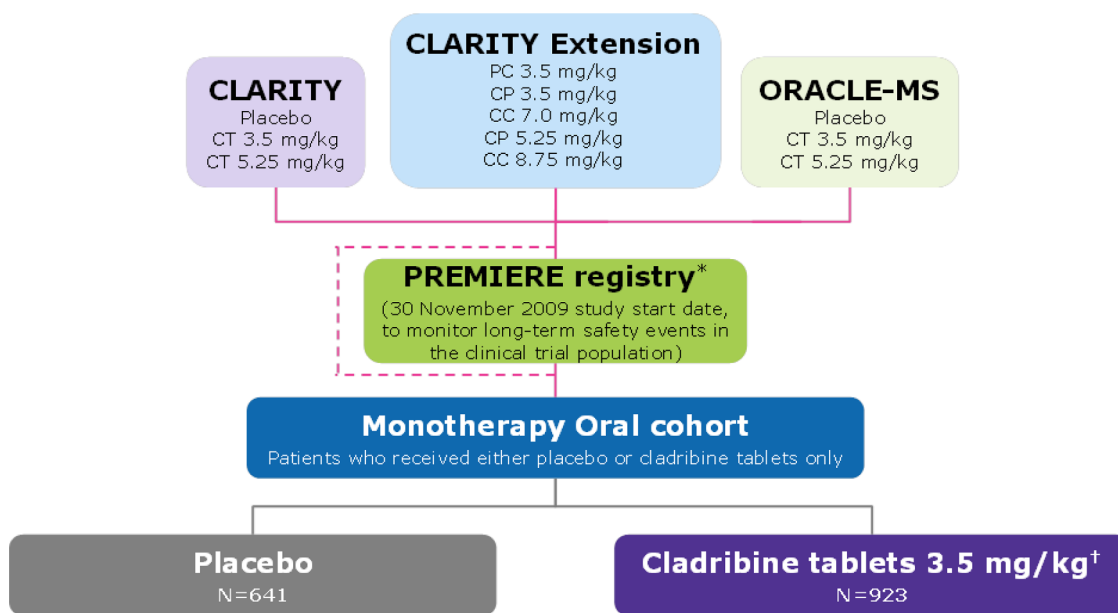 CLARITY
Placebo
CT 3.5 mg/kg
CT 5.25 mg/kg
CLARITY Extension
PC 3.5 mg/kg
CP 3.5 mg/kg
CC 7.0 mg/kg
CP 5.25 mg/kg
CC 8.75 mg/kg
ORACLE-MS
Placebo
CT 3.5 mg/kg
CT 5.25 mg/kg
PREMIERE registry*
(30 November 2009 study start date,
to monitor long-term safety events in
the clinical trial population)
Monotherapy Oral cohort
Patients who received either placebo or cladribine tablets only
Placebo
N=641
Cladribine tablets 3.5 mg/kg†
N=923